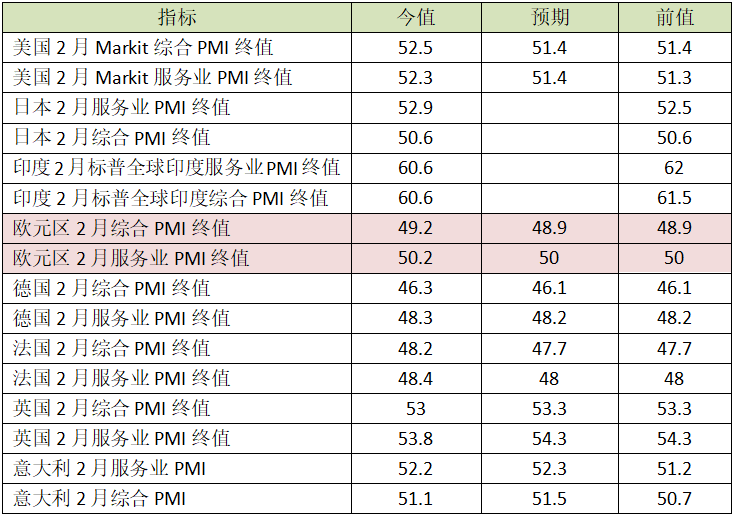 指标 今值 预期 前值
美国 2 月 Markit 综合 PMI 终值 52.5 51.4 51.4
美国 2 月 Markit 服务业 PMI 终值 52.3 51.4 51.3
日本 2 月服务业 PMI 终值 52.9 52.5
日本 2 月综合 PMI 终值 50.6 50.6
印度 2 月标普全球印度服务业 PMI 终值 60.6 62
印度 2 月标普全球印度综合 PMI 终值 60.6 61.5
欧元区 2 月综合 PMI 终值 49.2 48.9 48.9
欧元区 2 月服务业 PMI 终值 50.2 50 50
德国 2 月综合 PMI 终值 46.3 46.1 46.1
德国 2 月服务业 PMI 终值 48.3 48.2 48.2
法国 2 月综合 PMI 终值 48.2 47.7 47.7
法国 2 月服务业 PMI 终值 48.4 48 48
英国 2 月综合 PMI 终值 53 53.3 53.3
英国 2 月服务业 PMI 终值 53.8 54.3 54.3
意大利 2 月服务业 PMI 52.2 52.3 51.2
意大利 2 月综合 PMI 51.1 51.5 50.7